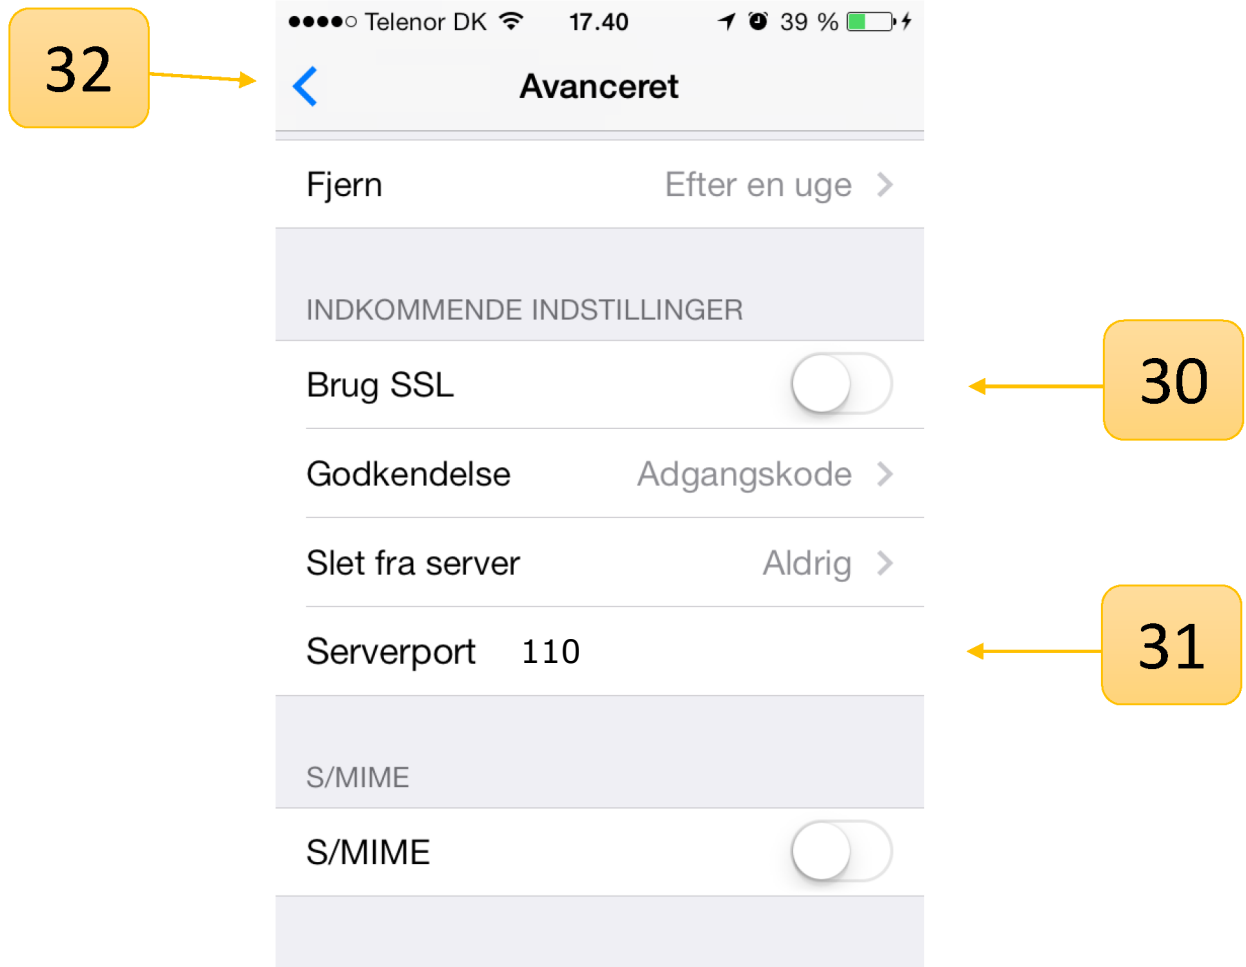 Telenor DK 17.40 39 %
32
Avanceret
Fjern Efter en uge
INDKOMMENDE INDSTILLINGER
Brug SSL
30
Godkendelse Adgangskode
Slet fra server Aldrig
Serverport 110
31
S/MIME
S/MIME